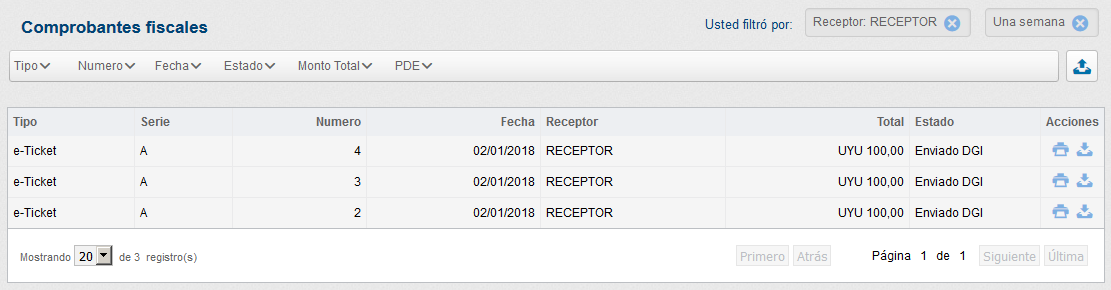 Comprobantes fiscales
Usted filtró por: Receptor: RECEPTOR Una semana
Tipo Numero Fecha Estado Monto Total PDE
Tipo Serie Numero Fecha Receptor Total Estado Acciones
e-Ticket A 4 02/01/2018 RECEPTOR UYU 100,00 Enviado DGI
e-Ticket A 3 02/01/2018 RECEPTOR UYU 100,00 Enviado DGI
e-Ticket A 2 02/01/2018 RECEPTOR UYU 100,00 Enviado DGI
Mostrando 20 de 3 registro(s) Primero Atrás Página 1 de 1 Siguiente Última